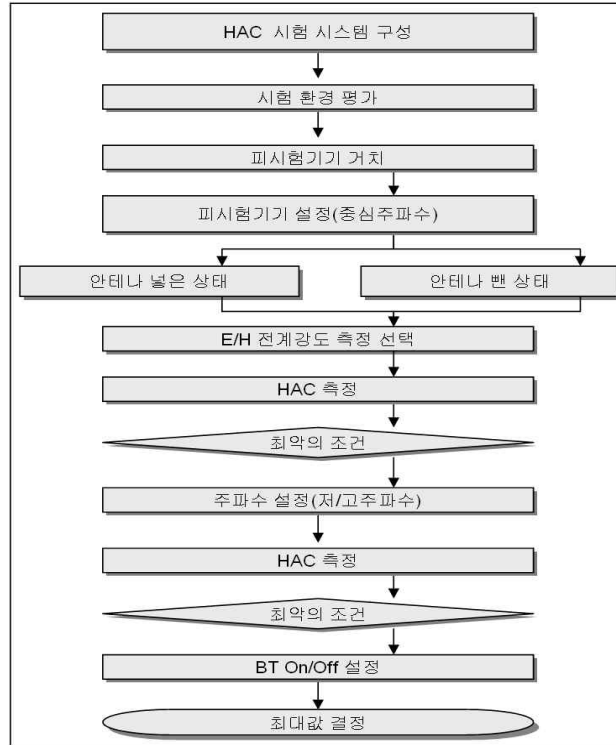 HAC 시험 시스템 구성
시험 환경 평가
피시험기기 거치
피시험기기 설정(중심주파수)
안테나 넣은 상태
안테나 뺀 상태
E/H 전계강도 측정 선택
HAC 측정
최악의 조건
주파수 설정(저/고주파수)
HAC 측정
최악의 조건
BT On/Off 설정
최대값 결정